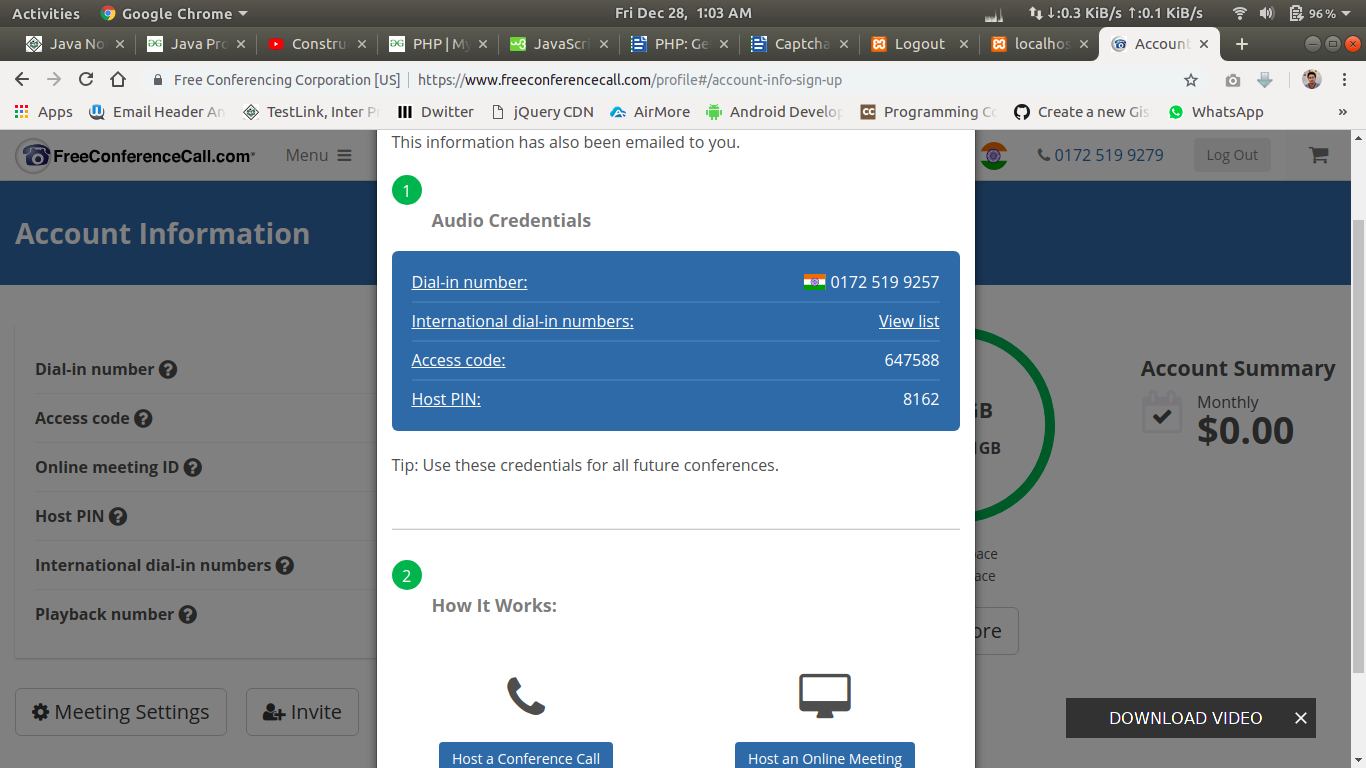 Activities
Google Chrome
Fri Dec 28, 1:03 AM
↓:0.3 KiB/s ↑:0.1 KiB/s
96%
Java No
Java Pro
Constru
PHP | My
JavaScri
PHP: Ge
Captcha
Logout
localhos
Account
Free Conferencing Corporation [US]
https://www.freeconferencecall.com/profile#/account-info-sign-up
Apps
Email Header An
TestLink, Inter Pr
Dwitter
jQuery CDN
AirMore
Android Develop
Programming Co
Create a new Gis
WhatsApp
»
FreeConferenceCall.com
Menu
This information has also been emailed to you.
0172 519 9279
Log Out
Account Information
1
Audio Credentials
Dial-in number:
0172 519 9257
International dial-in numbers:
View list
Access code:
647588
Host PIN:
8162
Tip: Use these credentials for all future conferences.
2
How It Works:
Host a Conference Call
Host an Online Meeting
Dial-in number
Access code
Online meeting ID
Host PIN
International dial-in numbers
Playback number
Meeting Settings
Invite
GB
GB
ace
ace
ore
Account Summary
Monthly
$0.00
DOWNLOAD VIDEO